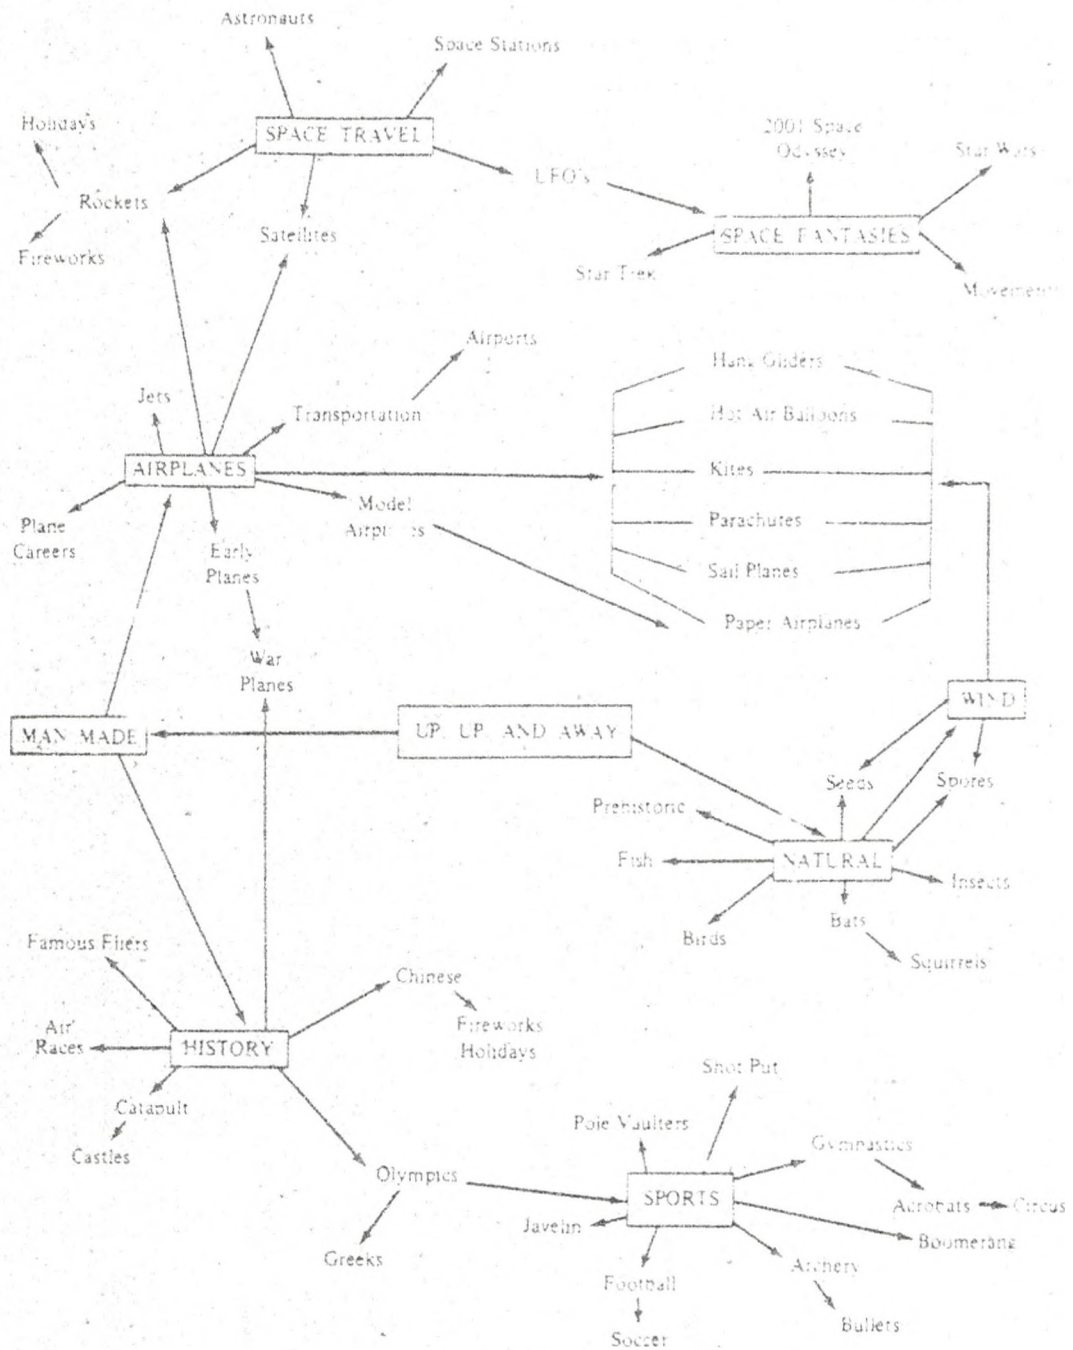 Astronauts
Space Stations
Holidays
SPACE TRAVEL
2001 Space
Odyssey
Star Wars
UFO's
Rockets
Satellites
SPACE FANTASIES
Fireworks
Star Trek
Movements
Airports
Hang Gliders
Jets
Transportation
Hot Air Balloons
AIRPLANES
Kites
Model
Airplanes
Plane
Careers
Parachutes
Early
Planes
Sail Planes
Paper Airplanes
War
Planes
WIND
MAN MADE
UP, UP, AND AWAY
Seeds
Spores
Prehistoric
Fish
NATURAL
Insects
Birds
Bats
Squirrels
Famous Fliers
Chinese
Air
Races
HISTORY
Fireworks
Holidays
Shot Put
Catapult
Pole Vaulters
Gymnastics
Castles
Olympics
SPORTS
Acrobats
Circus
Javelin
Boomerang
Greeks
Archery
Football
Bullets
Soccer